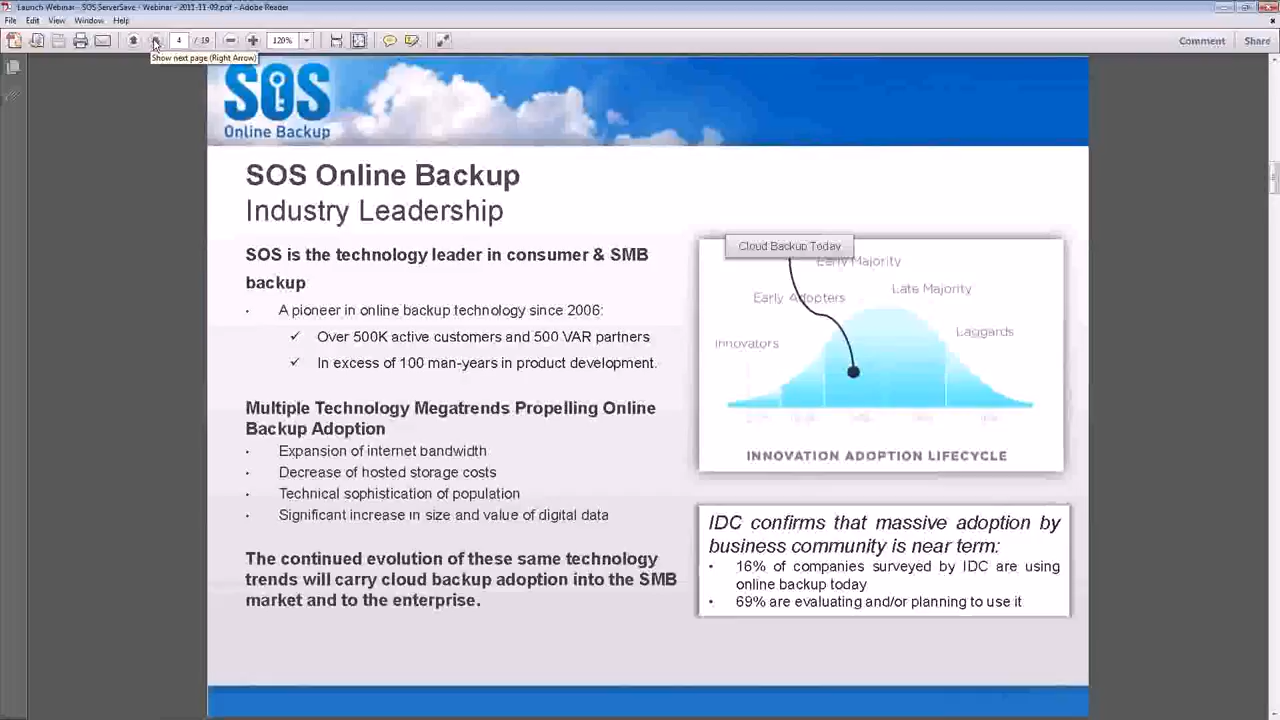 Launch Webinar - SOS ServerSave - Webinar - 2011-11-09.pdf - Adobe Reader
File Edit View Window Help
4 / 19 120% Comment Share
Show next page (Right Arrow)
SOS
Online Backup
SOS Online Backup
Industry Leadership
SOS is the technology leader in consumer & SMB
backup
· A pioneer in online backup technology since 2006:
✓ Over 500K active customers and 500 VAR partners
✓ In excess of 100 man-years in product development.
Multiple Technology Megatrends Propelling Online
Backup Adoption
· Expansion of internet bandwidth
· Decrease of hosted storage costs
· Technical sophistication of population
· Significant increase in size and value of digital data
The continued evolution of these same technology
trends will carry cloud backup adoption into the SMB
market and to the enterprise.
Cloud Backup Today
Early Majority
Late Majority
Early Adopters
Laggards
Innovators
INNOVATION ADOPTION LIFECYCLE
IDC confirms that massive adoption by
business community is near term:
• 16% of companies surveyed by IDC are using
online backup today
• 69% are evaluating and/or planning to use it